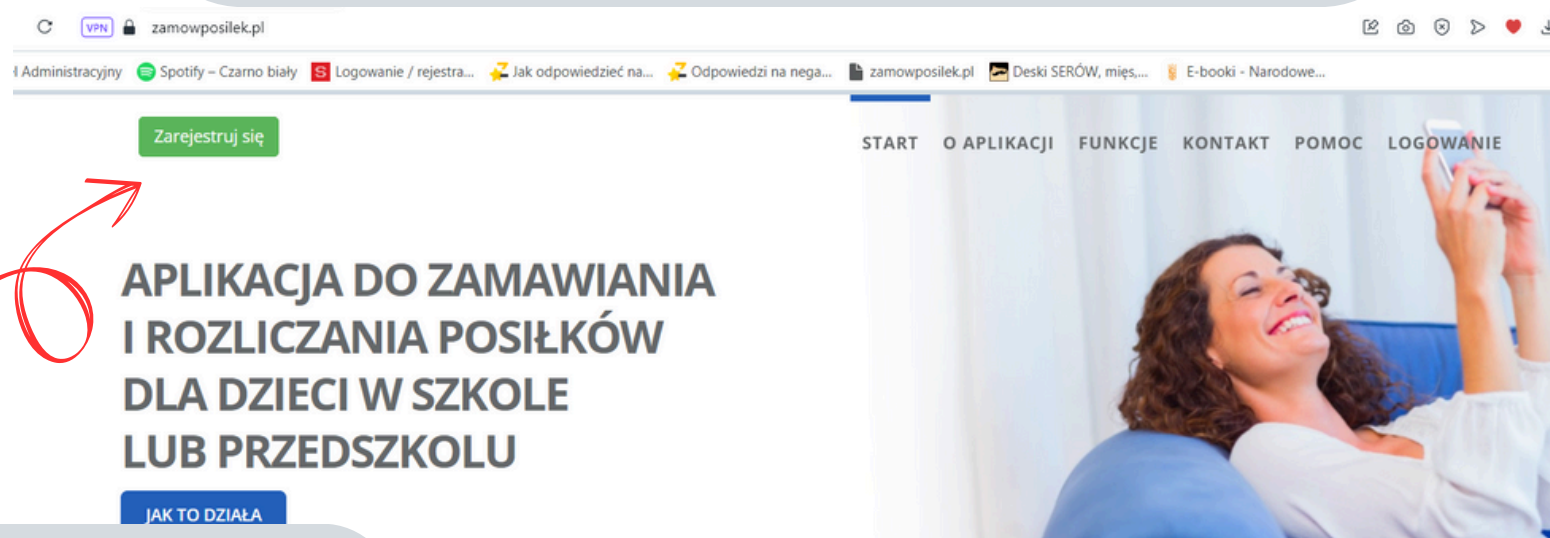 VPN zamowposilek.pl
Administracyjny Spotify – Czarno biały S Logowanie / rejestra... Jak odpowiedzieć na... Odpowiedzi na nega... zamowposilek.pl Deski SERÓW, mięs,... E-booki - Narodowe...
Zarejestruj się
START O APLIKACJI FUNKCJE KONTAKT POMOC LOGOWANIE
APLIKACJA DO ZAMAWIANIA
I ROZLICZANIA POSIŁKÓW
DLA DZIECI W SZKOLE
LUB PRZEDSZKOLU
JAK TO DZIAŁA